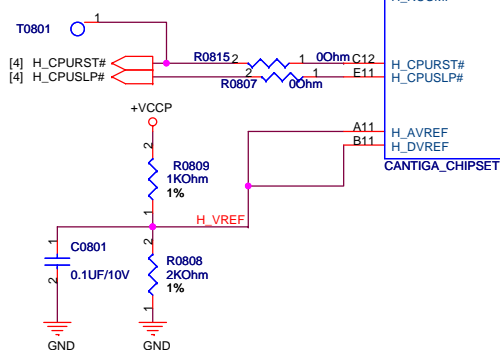 1
T0801
[4] H_CPURST#
R0815 2 1 0Ohm C12 H_CPURST#
[4] H_CPUSLP#
2 1 E11 H_CPUSLP#
R0807 0Ohm
+VCCP
A11 H_AVREF
B11 H_DVREF
2
CANTIGA_CHIPSET
R0809
1KOhm
1%
1
H_VREF
1
C0801
0.1UF/10V
2
2
R0808
2KOhm
1%
1
GND
GND